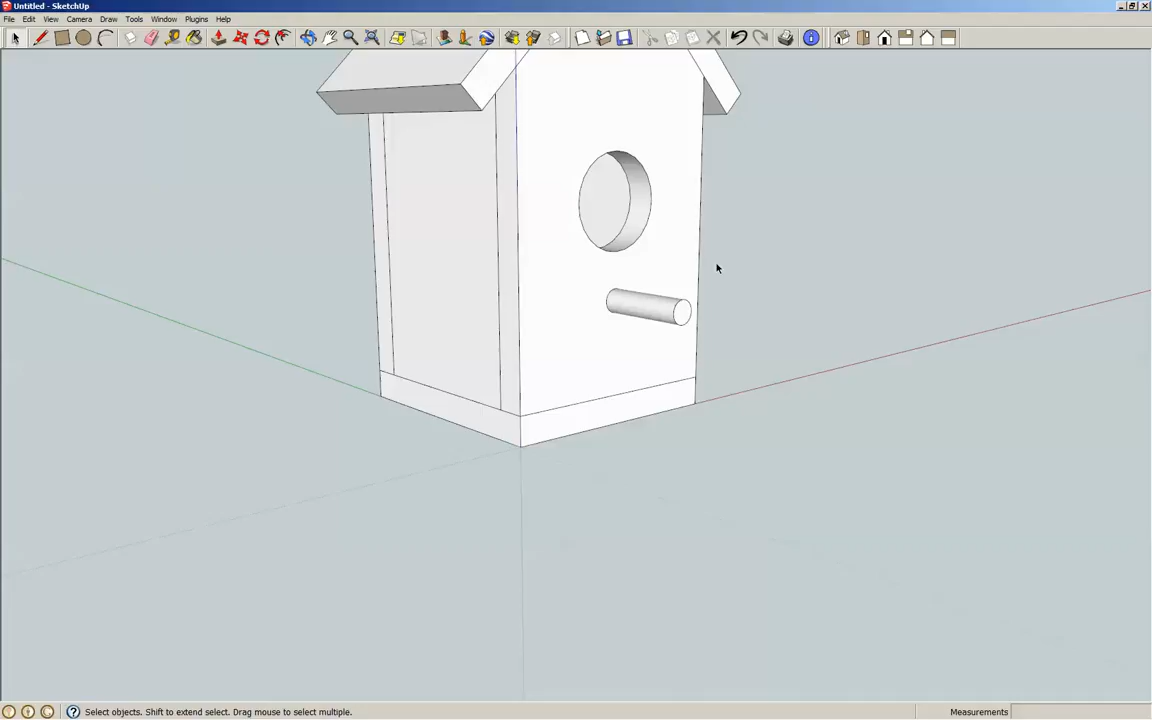 Untitled - SketchUp
File Edit View Camera Draw Tools Window Plugins Help
Select objects. Shift to extend select. Drag mouse to select multiple. Measurements